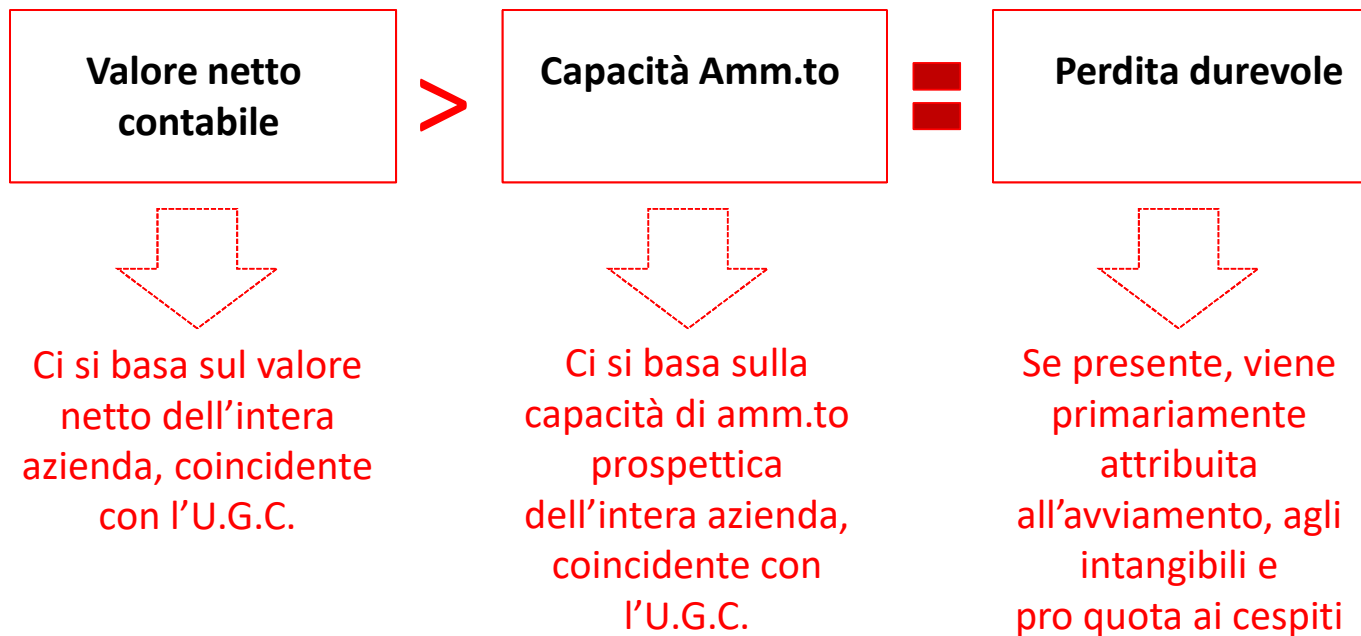 Valore netto
contabile
>
Capacità Amm.to
=
Perdita durevole
Ci si basa sul valore
netto dell’intera
azienda, coincidente
con l’U.G.C.
Ci si basa sulla
capacità di amm.to
prospettica
dell’intera azienda,
coincidente con
l’U.G.C.
Se presente, viene
primariamente
attribuita
all’avviamento, agli
intangibili e
pro quota ai cespiti